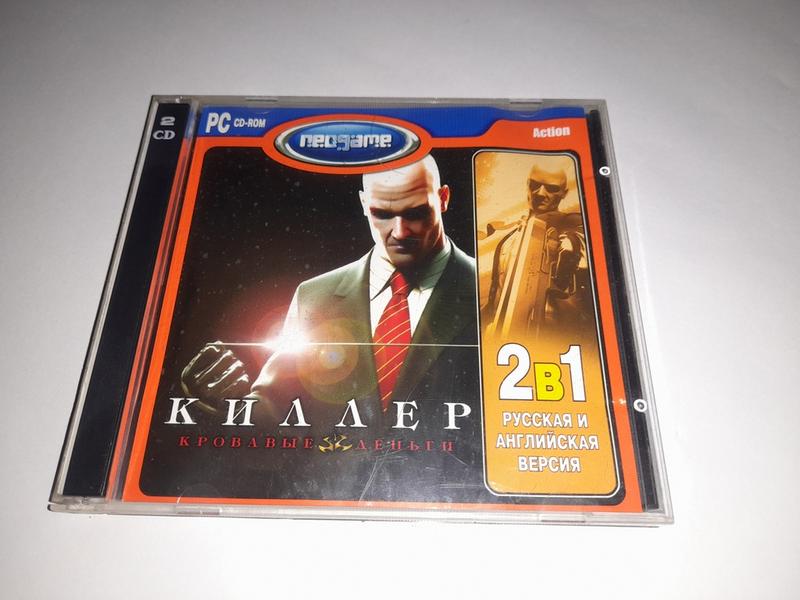 2
CD
PC CD-ROM
neogame
Action
КИЛЛЕР
КРОВАВЫЕ ДЕНЬГИ
2в1
РУССКАЯ И
АНГЛИЙСКАЯ
ВЕРСИЯ